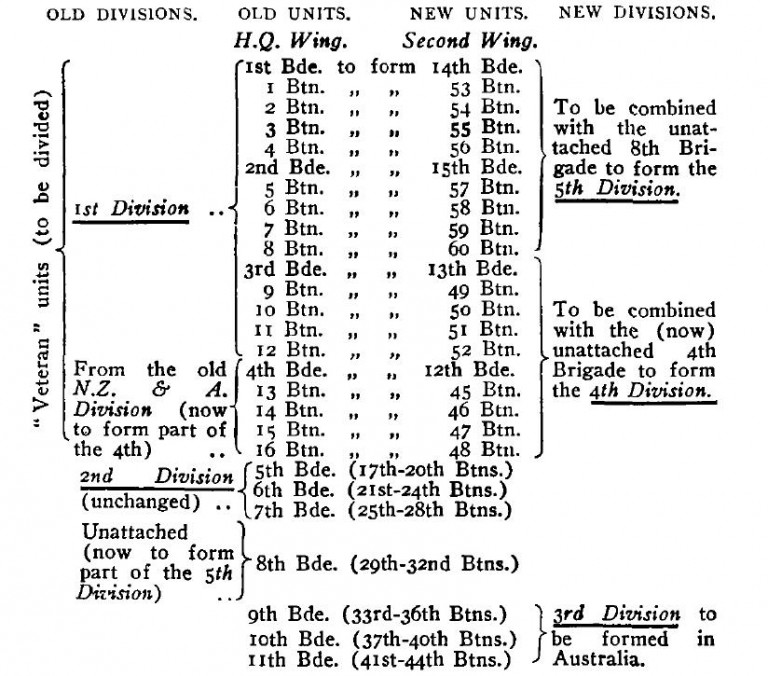 OLD DIVISIONS. OLD UNITS. NEW UNITS. NEW DIVISIONS.
H.Q. Wing. Second Wing.
"Veteran" units (to be divided)
1st Division ..
1st Bde. to form 14th Bde.
1 Btn. „ „ 53 Btn.
2 Btn. „ „ 54 Btn.
3 Btn. „ „ 55 Btn.
4 Btn. „ „ 56 Btn.
2nd Bde. „ „ 15th Bde.
5 Btn. „ „ 57 Btn.
6 Btn. „ „ 58 Btn.
7 Btn. „ „ 59 Btn.
8 Btn. „ „ 60 Btn.
3rd Bde. „ „ 13th Bde.
9 Btn. „ „ 49 Btn.
10 Btn. „ „ 50 Btn.
11 Btn. „ „ 51 Btn.
12 Btn. „ „ 52 Btn.
To be combined
with the unat-
tached 8th Bri-
gade to form the
5th Division.
From the old
N.Z. & A.
Division (now
to form part of
the 4th) ..
4th Bde. „ „ 12th Bde.
13 Btn. „ „ 45 Btn.
14 Btn. „ „ 46 Btn.
15 Btn. „ „ 47 Btn.
16 Btn. „ „ 48 Btn.
To be combined
with the (now)
unattached 4th
Brigade to form
the 4th Division.
2nd Division
(unchanged) ..
5th Bde. (17th-20th Btns.)
6th Bde. (21st-24th Btns.)
7th Bde. (25th-28th Btns.)
Unattached
(now to form
part of the 5th
Division) ..
8th Bde. (29th-32nd Btns.)
9th Bde. (33rd-36th Btns.)
10th Bde. (37th-40th Btns.)
11th Bde. (41st-44th Btns.)
3rd Division to
be formed in
Australia.